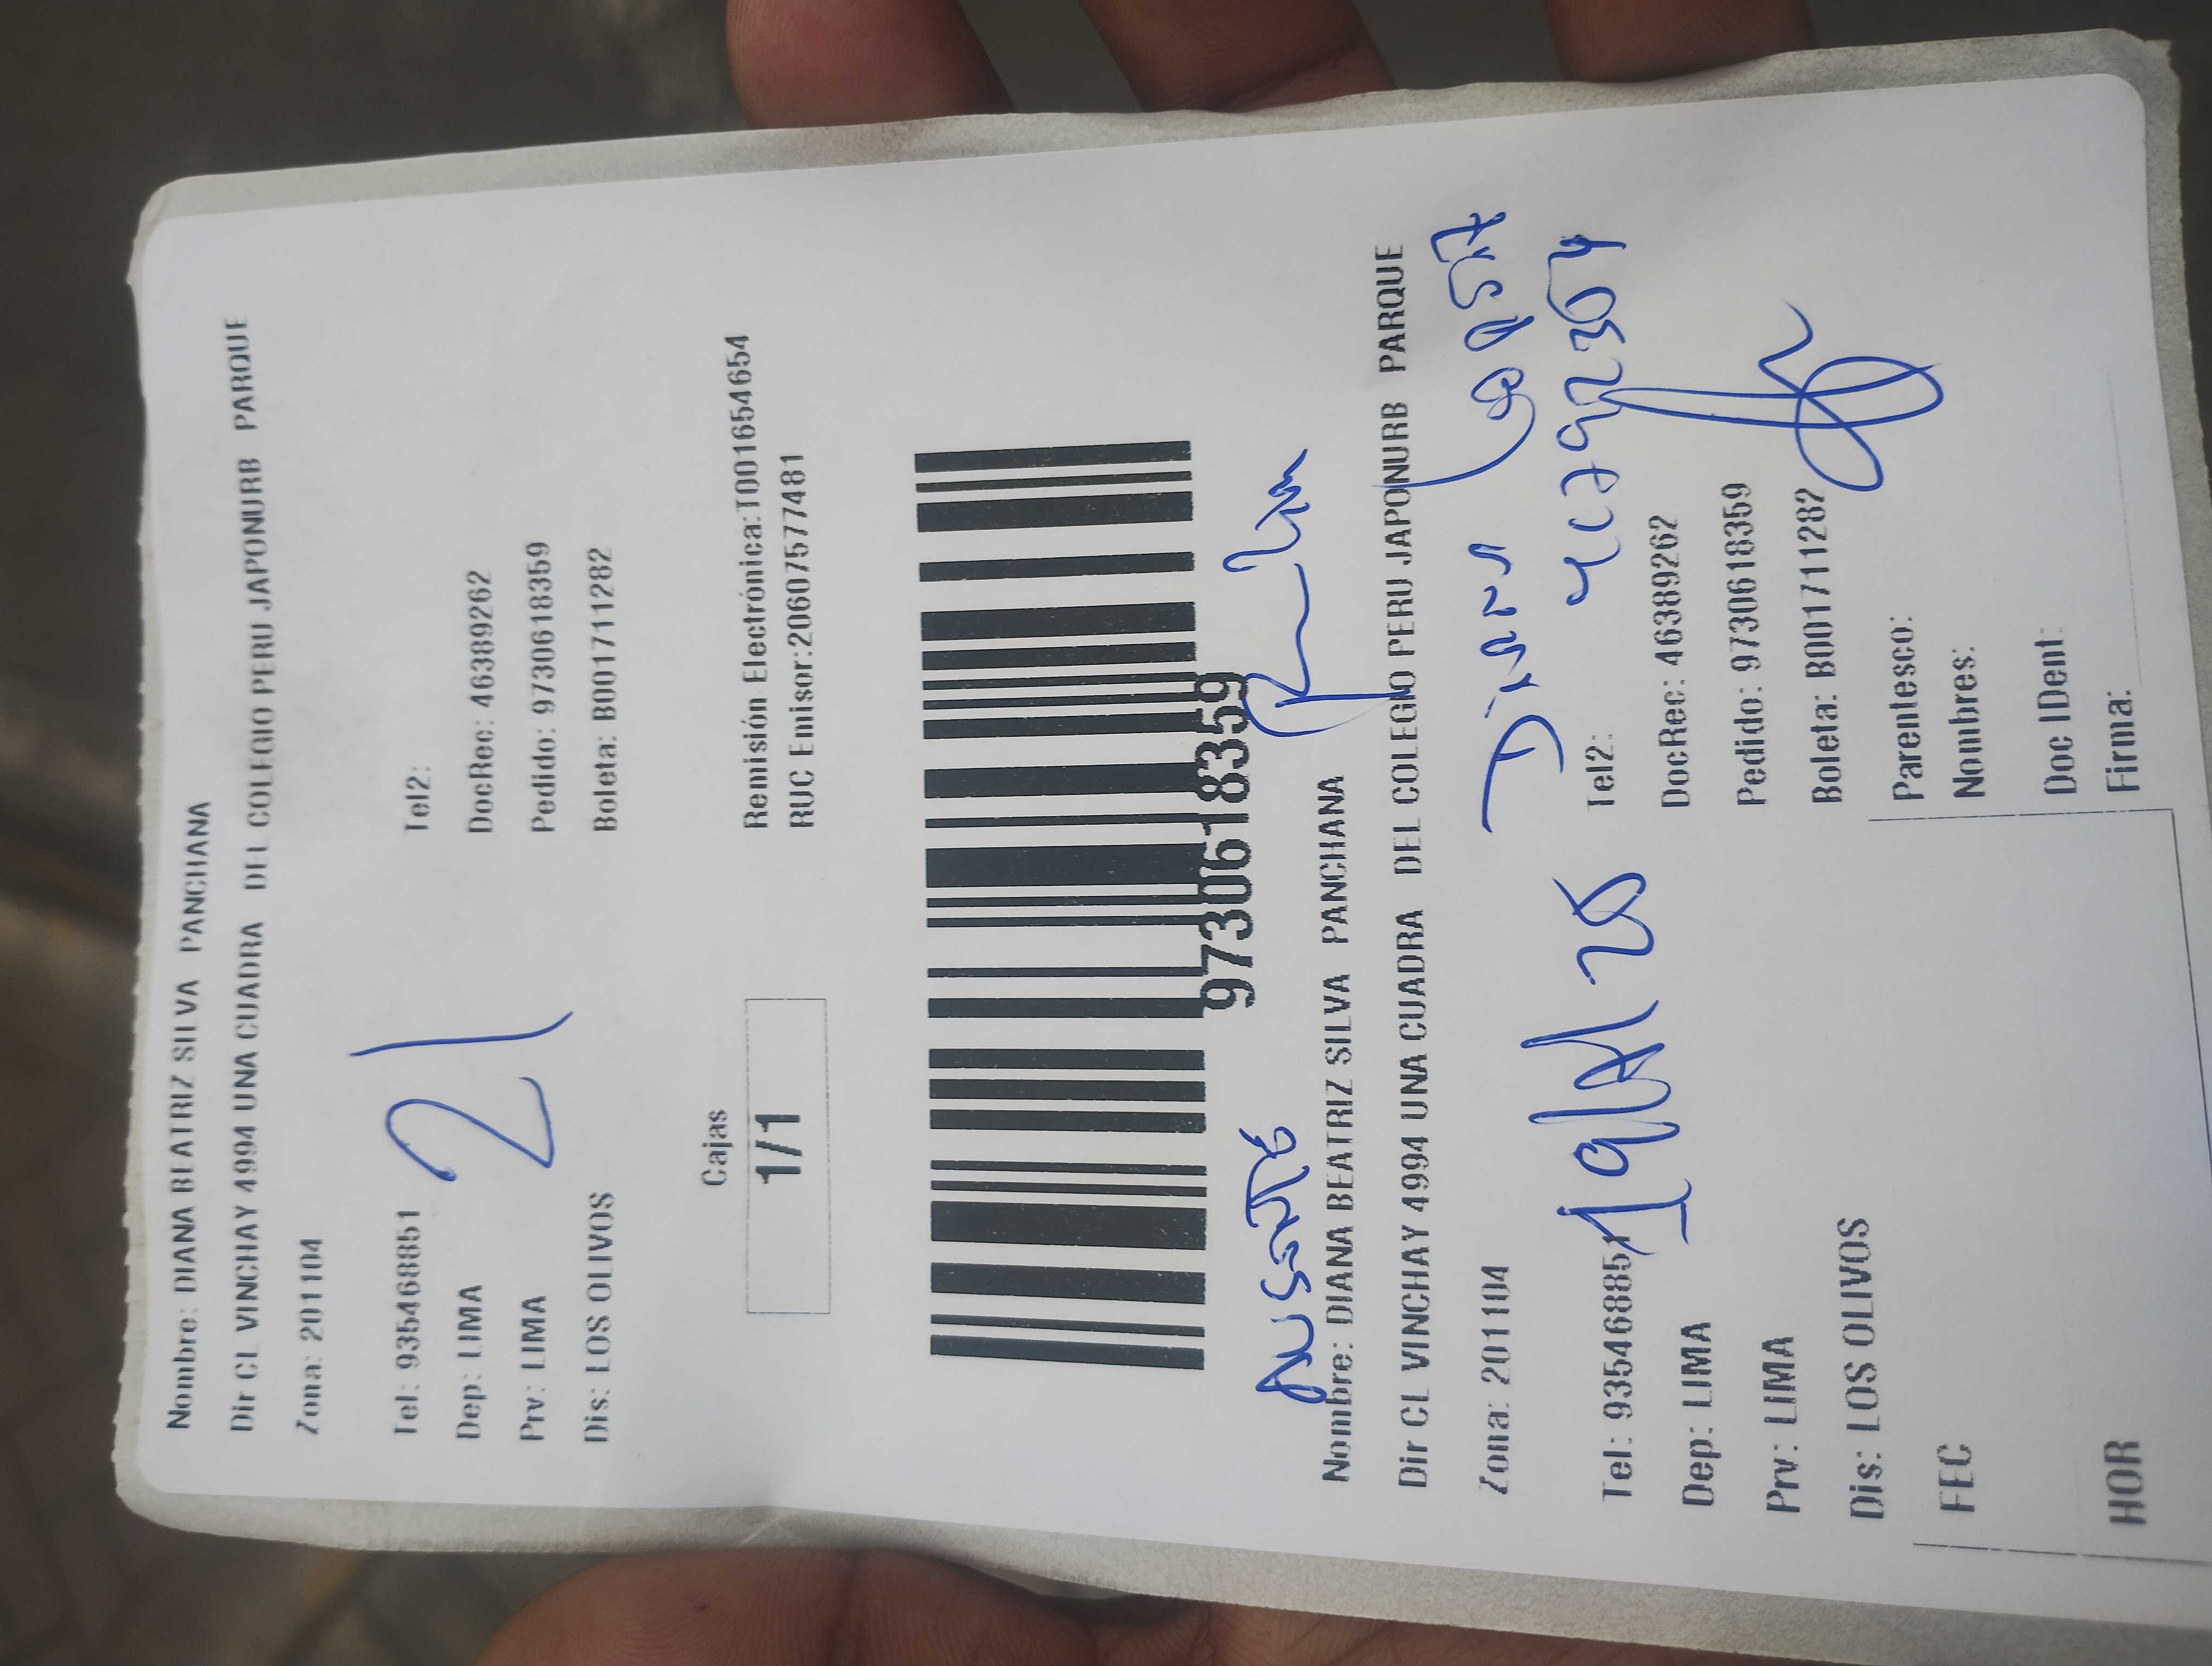 Nombre: DIANA BEATRIZ SILVA PANCHANA
Dir CL VINCHAY 4994 UNA CUADRA DEL COLEGIO PERU JAPONURB PARQUE
Zona: 201104
Tel: 935468851 Tel2:
Dep: LIMA DocRec: 46389262
Prv: LIMA Pedido: 97306183359
Dis: LOS OLIVOS Boleta: B001711282
21
Cajas
1/1
Remisión Electrónica:T001654654
RUC Emisor:20607577481
97306183359
Ausente
Nombre: DIANA BEATRIZ SILVA PANCHANA
Dir CL VINCHAY 4994 UNA CUADRA DEL COLEGIO PERU JAPONURB PARQUE
Zona: 201104
Diana
Tel: 935468851 Tel2:
Dep: LIMA DocRec: 46389262
Prv: LIMA Pedido: 97306183359
Dis: LOS OLIVOS Boleta: B001711282
FEC Parentesco:
Nombres:
HOR Doc IDent:
Firma: